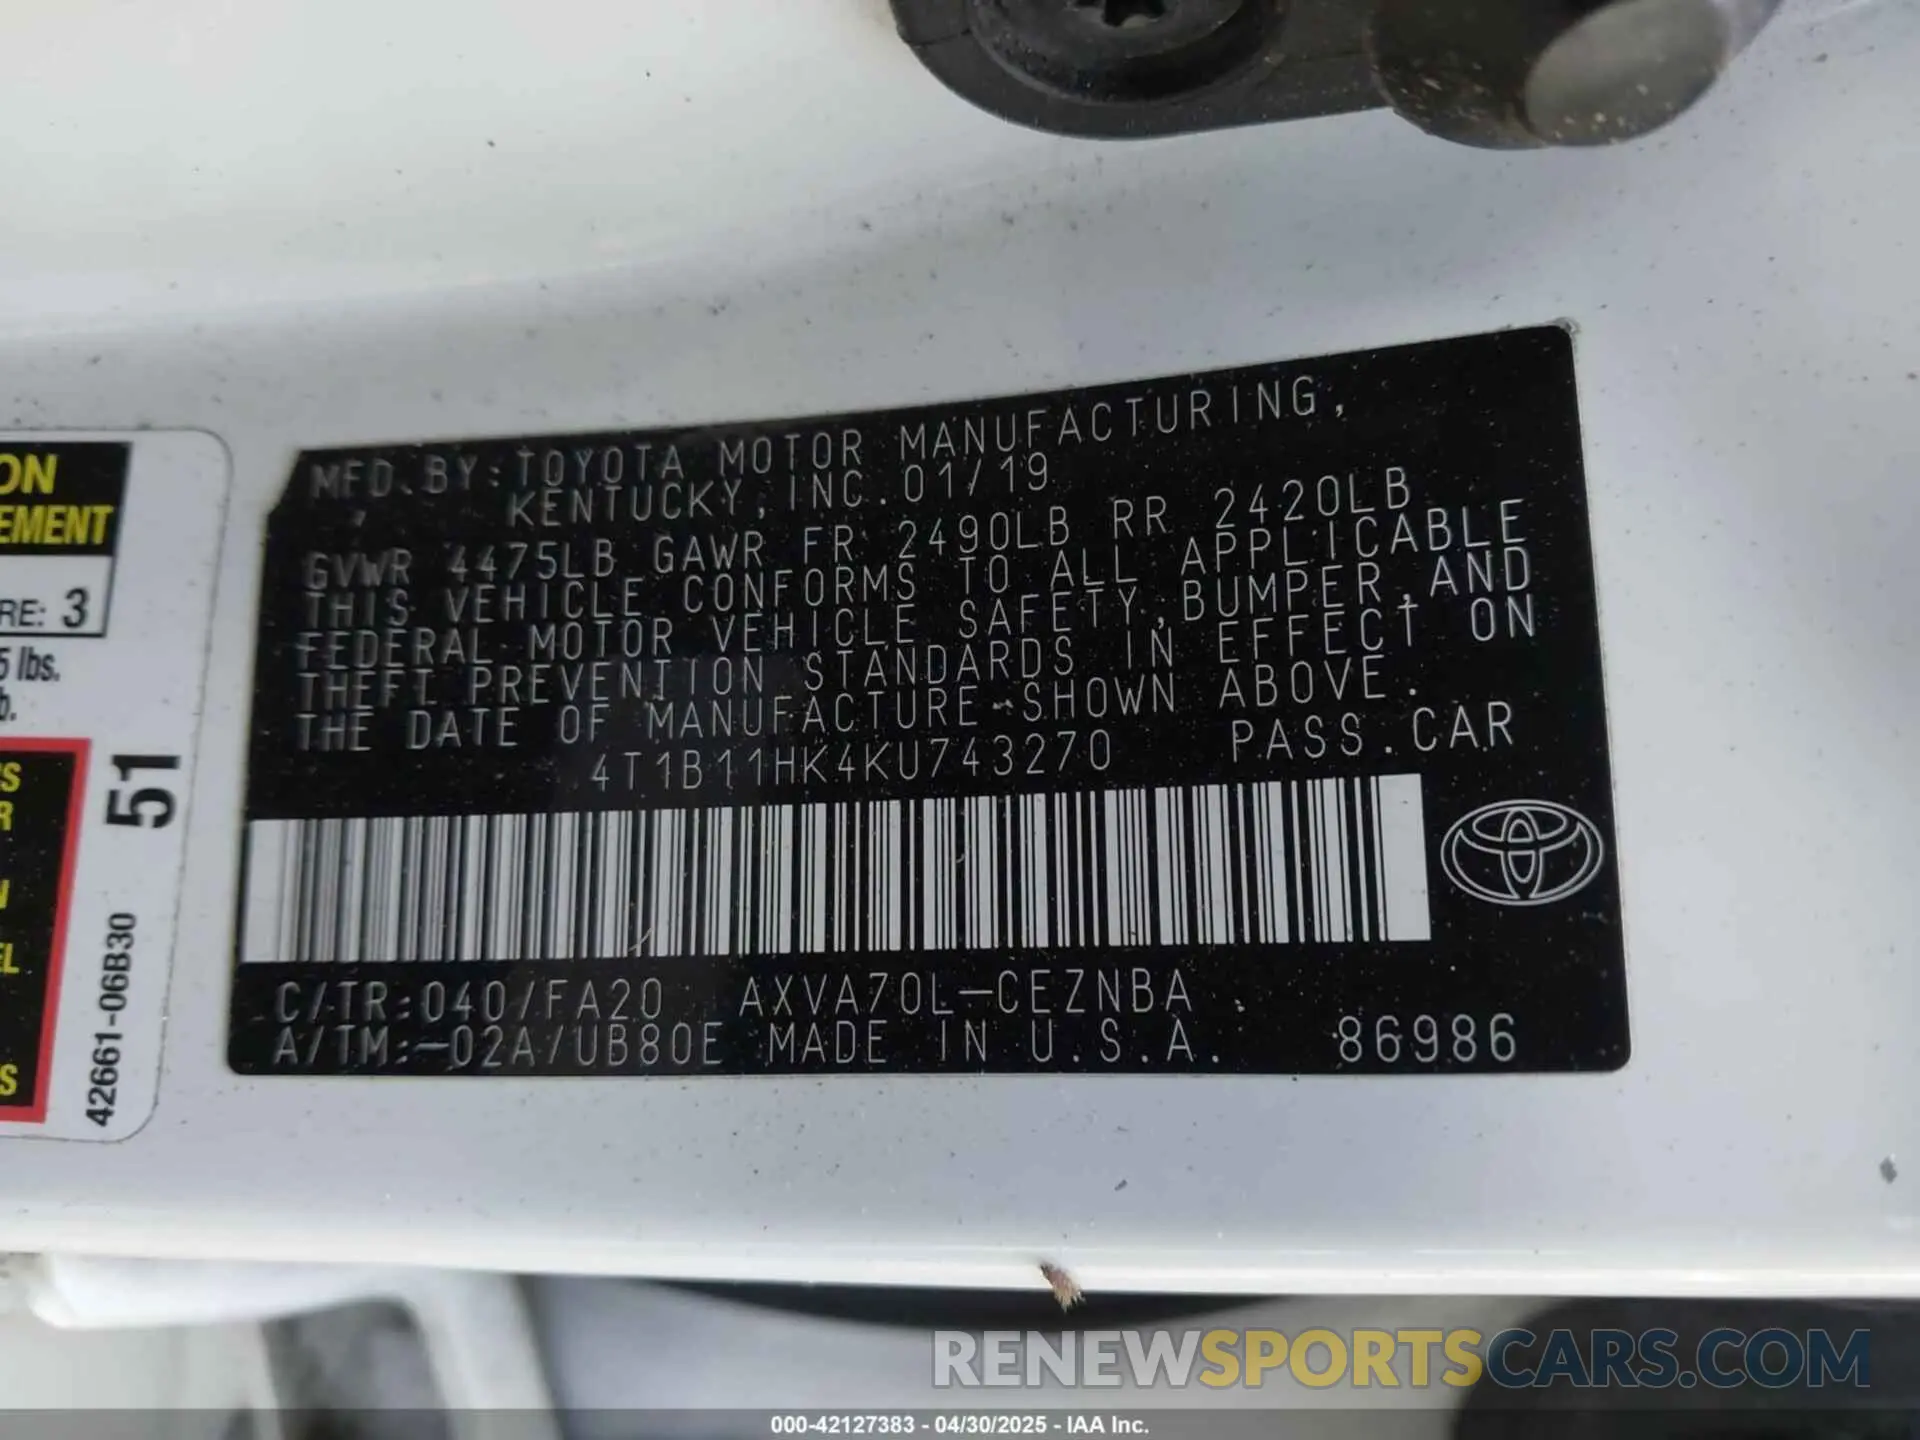 MFD. BY: TOYOTA MOTOR MANUFACTURING,
KENTUCKY, INC. 01/19
GVWR 4475LB GAWR FR 2490LB RR 2420LB
THIS VEHICLE CONFORMS TO ALL APPLICABLE
FEDERAL MOTOR VEHICLE SAFETY, BUMPER, AND
THEFT PREVENTION STANDARDS IN EFFECT ON
THE DATE OF MANUFACTURE SHOWN ABOVE.
4T1B11HK4KU743270 PASS. CAR
C/TR:040/FA20 AXVA70L-CEZNBA
A/TM:-02A/UB80E MADE IN U.S.A. 86986
ON
EMENT
RE: 3
5 lbs.
b.
S
R
N
EL
S
51
42661-06B30
RENEWSPORTSCARS.COM
000-42127383 - 04/30/2025 - IAA Inc.